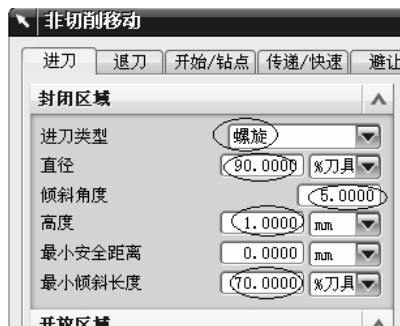 非切削移动
进刀 退刀 开始/钻点 传递/快速 避让
封闭区域
进刀类型 螺旋
直径 90.0000 %刀具
倾斜角度 5.0000
高度 1.0000 mm
最小安全距离 0.0000 mm
最小倾斜长度 70.0000 %刀具
开放区域